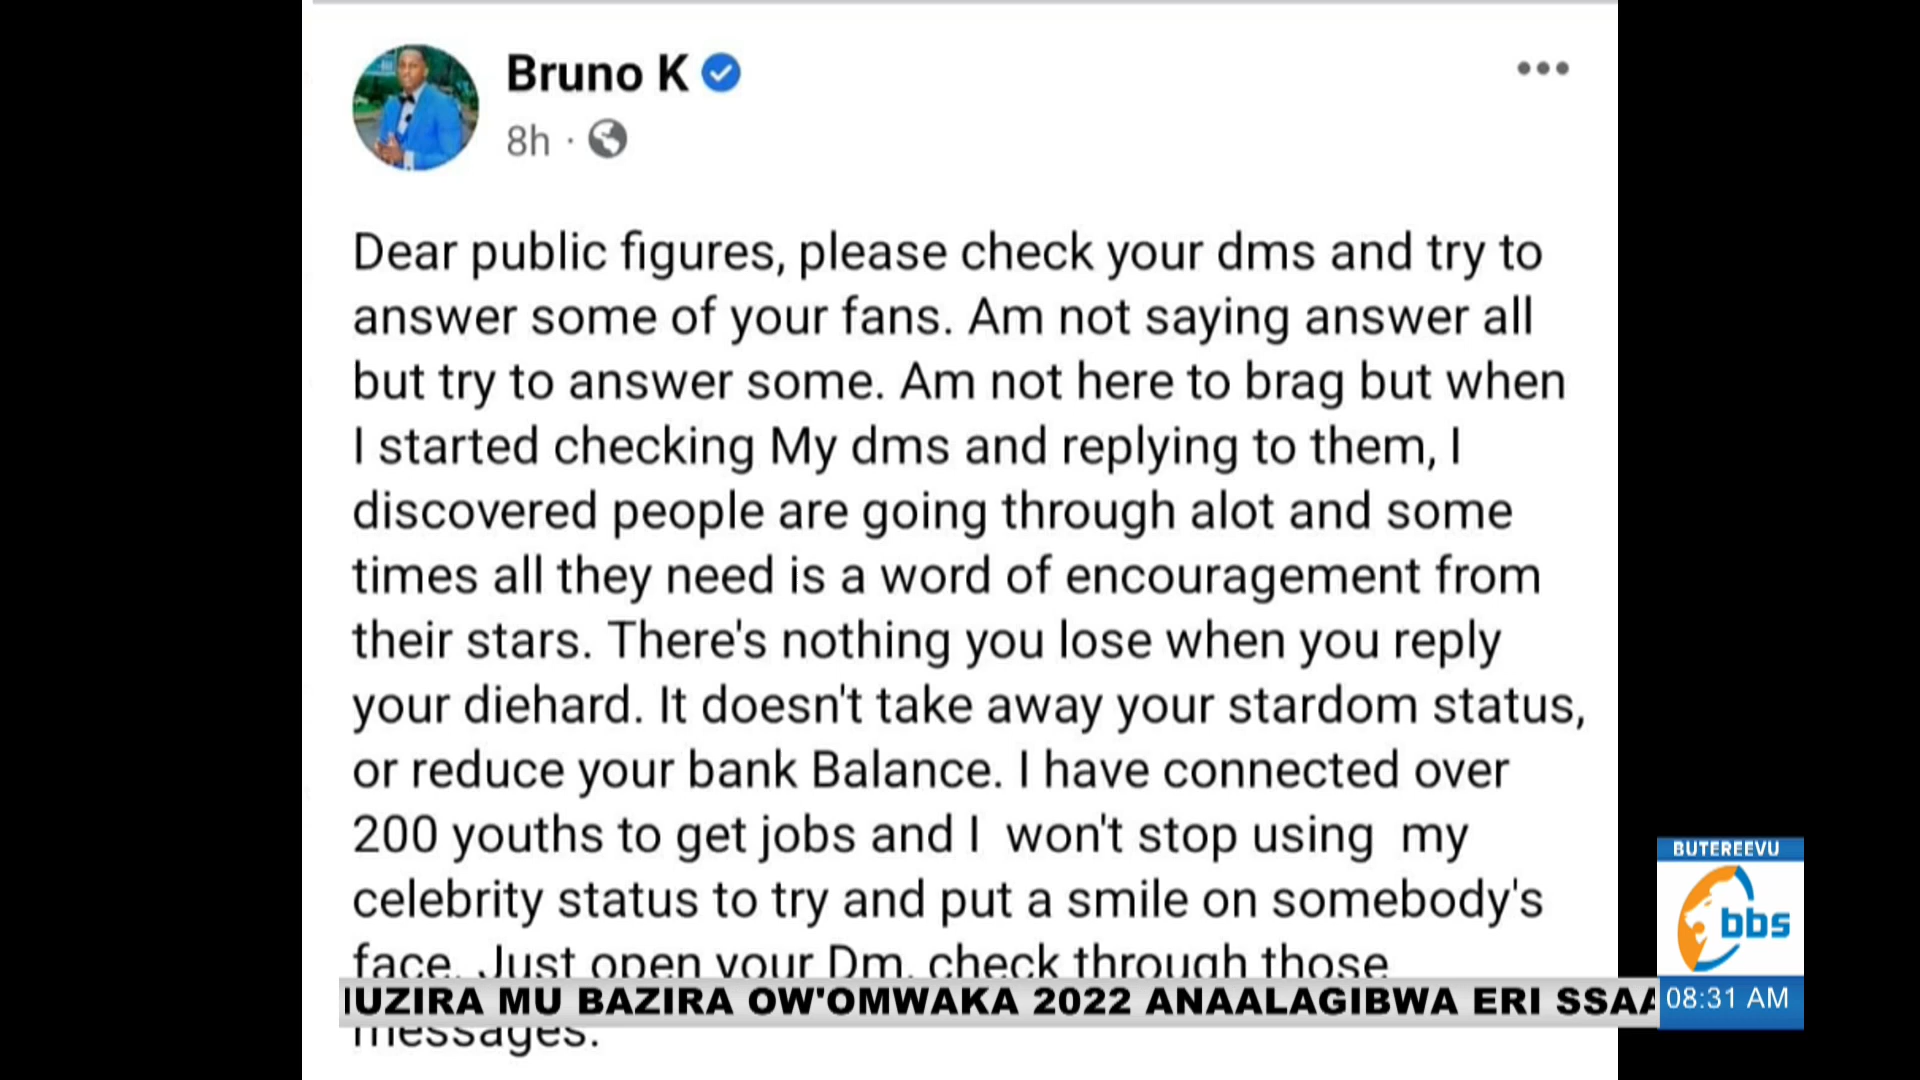 Bruno K
8h ·
Dear public figures, please check your dms and try to
answer some of your fans. Am not saying answer all
but try to answer some. Am not here to brag but when
I started checking My dms and replying to them, I
discovered people are going through alot and some
times all they need is a word of encouragement from
their stars. There's nothing you lose when you reply
your diehard. It doesn't take away your stardom status,
or reduce your bank Balance. I have connected over
200 youths to get jobs and I won't stop using my
celebrity status to try and put a smile on somebody's
face. Just open your Dm, check through those
messages.
BUTEREEVU
bbs
MU BAZIRA OW'OMWAKA 2022 ANAALAGIBWA ERI
08:31 AM